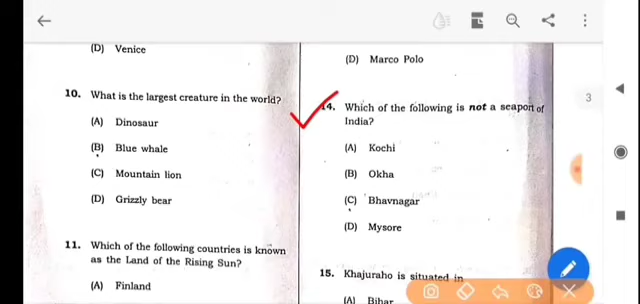 (D) Venice
10. What is the largest creature in the world?
(A) Dinosaur
(B) Blue whale
(C) Mountain lion
(D) Grizzly bear
11. Which of the following countries is known
as the Land of the Rising Sun?
(A) Finland
(D) Marco Polo
14. Which of the following is not a seaport of
India?
(A) Kochi
(B) Okha
(C) Bhavnagar
(D) Mysore
15. Khajuraho is situated in
(A) Bihar
3